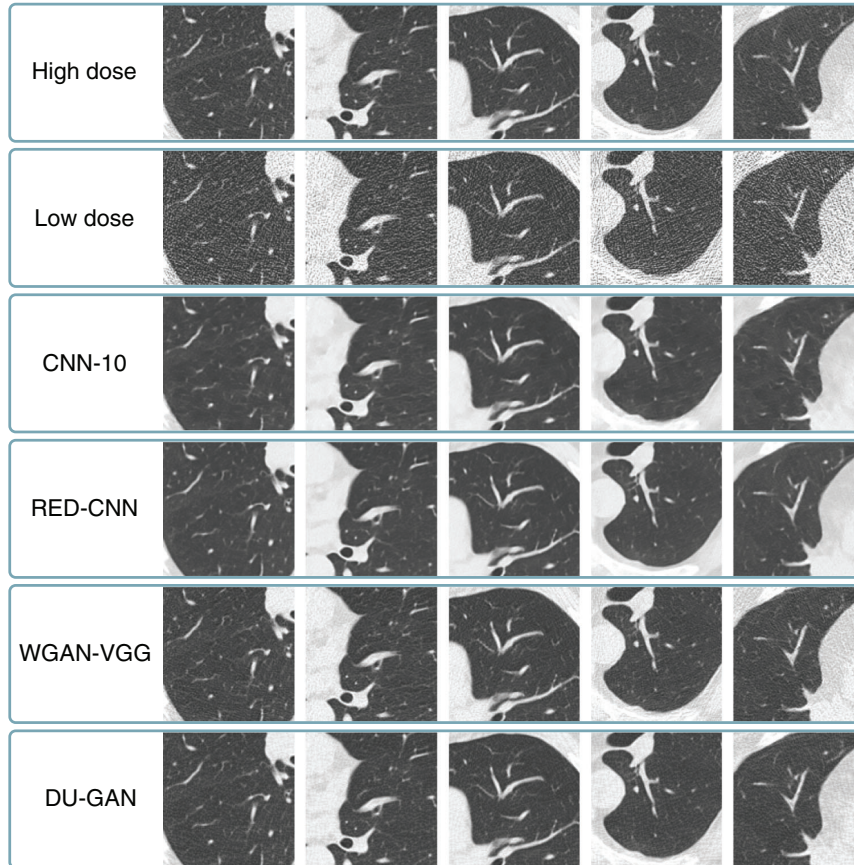 High dose
Low dose
CNN-10
RED-CNN
WGAN-VGG
DU-GAN